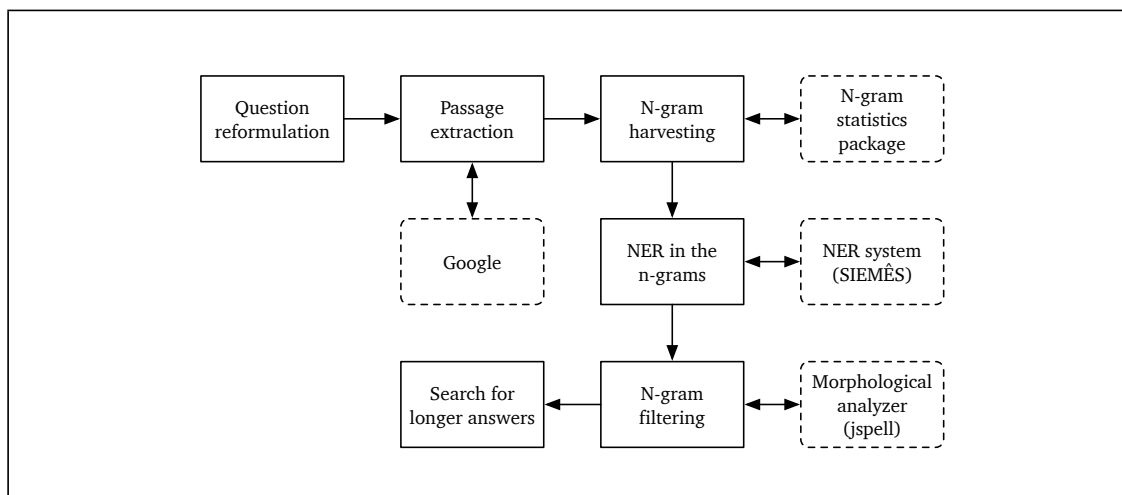 Question
reformulation
Passage
extraction
N-gram
harvesting
N-gram
statistics
package
Google
NER in the
n-grams
NER system
(SIEMÊS)
Search for
longer answers
N-gram
filtering
Morphological
analyzer
(jspell)